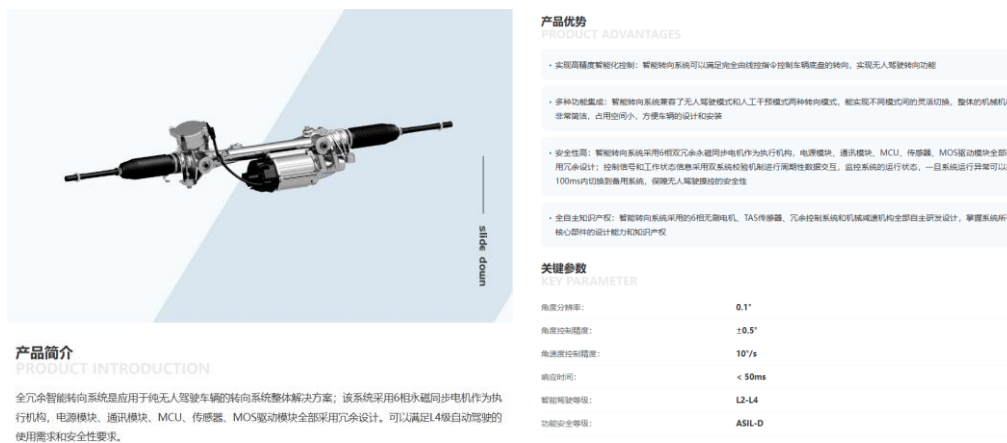 slide down
产品简介
PRODUCT INTRODUCTION
全冗余智能转向系统是应用于纯无人驾驶车辆的转向系统整体解决方案；该系统采用6相永磁同步电机作为执
行机构，电源模块、通讯模块、MCU、传感器、MOS驱动模块全部采用冗余设计。可以满足L4级自动驾驶的
使用需求和安全性要求。
产品优势
PRODUCT ADVANTAGES
· 实现高精度智能化控制：智能转向系统可以满足完全由线控指令控制车辆底盘的转向，实现无人驾驶转向功能
· 多种功能集成：智能转向系统兼容了无人驾驶模式和人工干预模式两种转向模式，能实现不同模式间的灵活切换，整体的机械机
非常简洁，占用空间小，方便车辆的设计和安装
· 安全性高：智能转向系统采用6相双冗余永磁同步电机作为执行机构，电源模块、通讯模块、MCU、传感器、MOS驱动模块全部
用冗余设计；控制信号和工作状态信息采用双系统校验机制运行周期性数据交互，监控系统的运行状态，一旦系统运行异常可以
100ms内切换到备用系统，保障无人驾驶操控的安全性
· 全自主知识产权：智能转向系统采用的6相无刷电机、TAS传感器、冗余控制系统和机械减速机构全部自主研发设计，掌握系统所
核心部件的设计能力和知识产权
关键参数
KEY PARAMETER
角度分辨率： 0.1°
角度控制精度： ±0.5°
角速度控制精度： 10°/s
响应时间： < 50ms
智能驾驶等级： L2-L4
功能安全等级： ASIL-D